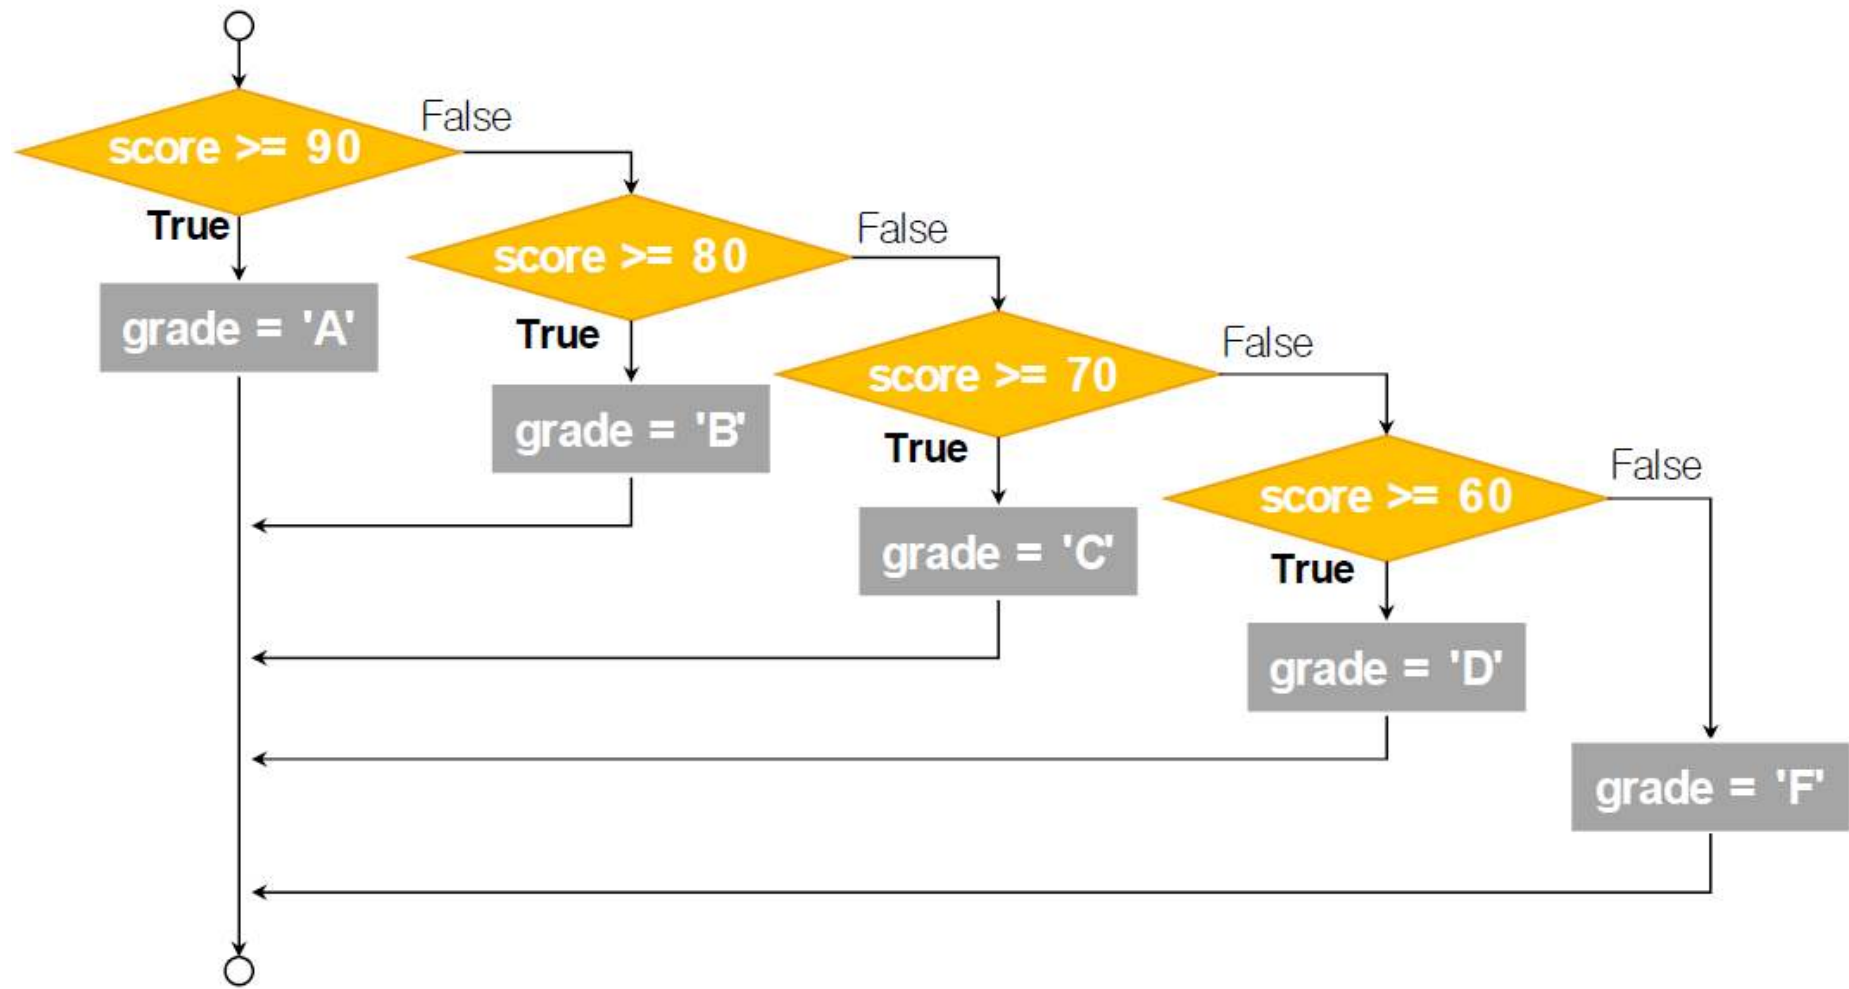 score >= 90
False
True
grade = 'A'
score >= 80
False
True
grade = 'B'
score >= 70
False
True
grade = 'C'
score >= 60
False
True
grade = 'D'
grade = 'F'